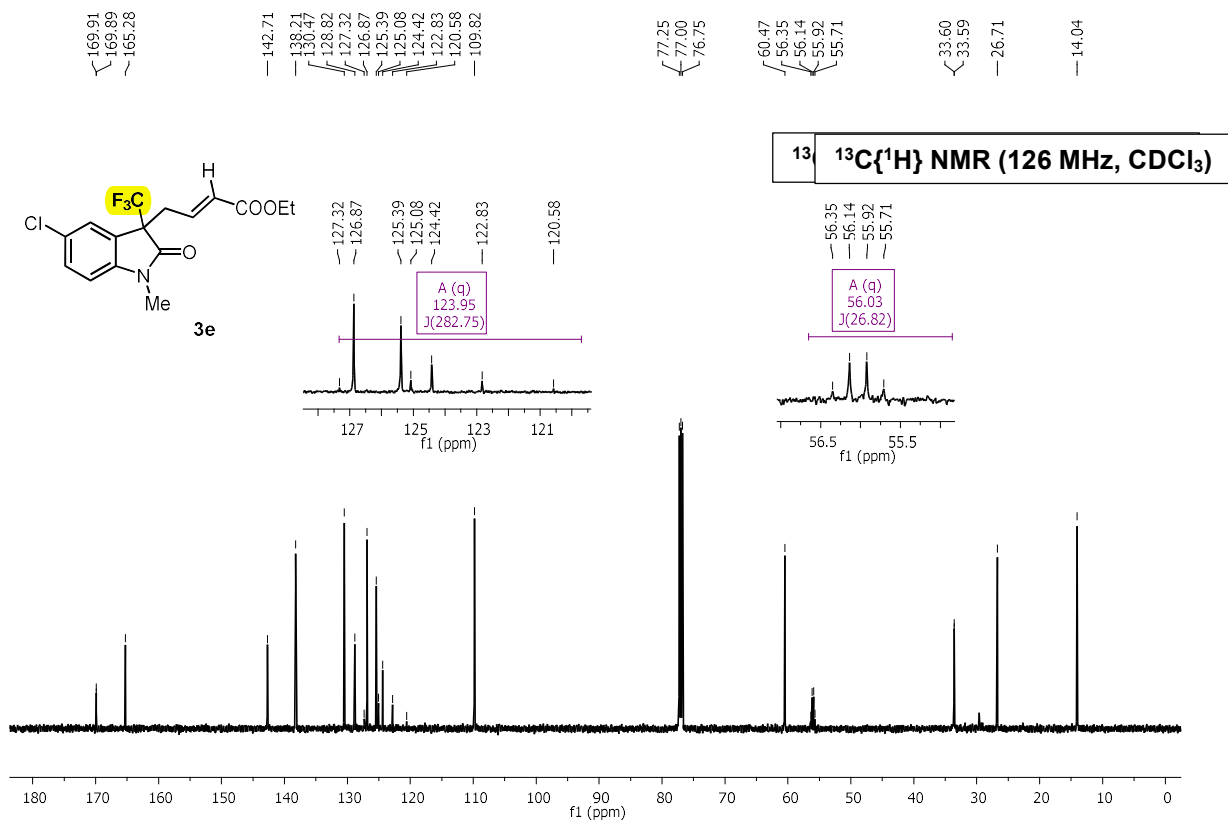 169.91
169.89
165.28
142.71
138.21
130.47
128.82
127.32
126.87
125.39
125.08
124.42
122.83
120.58
109.82
77.25
77.00
76.75
60.47
56.35
56.14
55.92
55.71
33.60
33.59
26.71
14.04
13
¹³C{¹H} NMR (126 MHz, CDCl₃)
H
F₃C
COOEt
Cl
O
N
Me
3e
127.32
126.87
125.39
125.08
124.42
122.83
120.58
A (q)
123.95
J(282.75)
127 125 123 121
f1 (ppm)
56.35
56.14
55.92
55.71
A (q)
56.03
J(26.82)
56.5 55.5
f1 (ppm)
180 170 160 150 140 130 120 110 100 90 80 70 60 50 40 30 20 10 0
f1 (ppm)